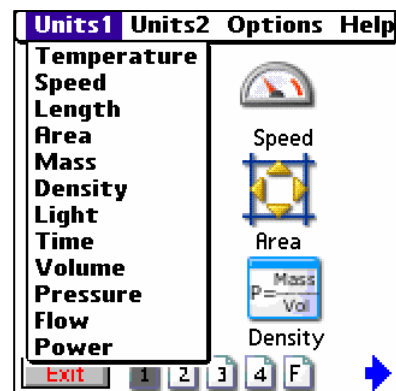 Units1 Units2 Options Help
Temperature
Speed
Length
Area
Mass
Density
Light
Time
Volume
Pressure
Flow
Power
Speed
Area
P=Mass
Vol
Density
Exit 1 2 3 4 F